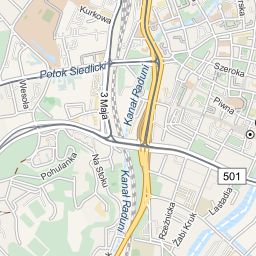 Kurkowa
Potok Siedlicki
Szeroka
Wesoła
3 Maja
Kanał Raduni
Piwna
501
Pohulanka
Na Stoku
Kanał Raduni
Rzeźnicka
Żabi Kruk
Lastadia